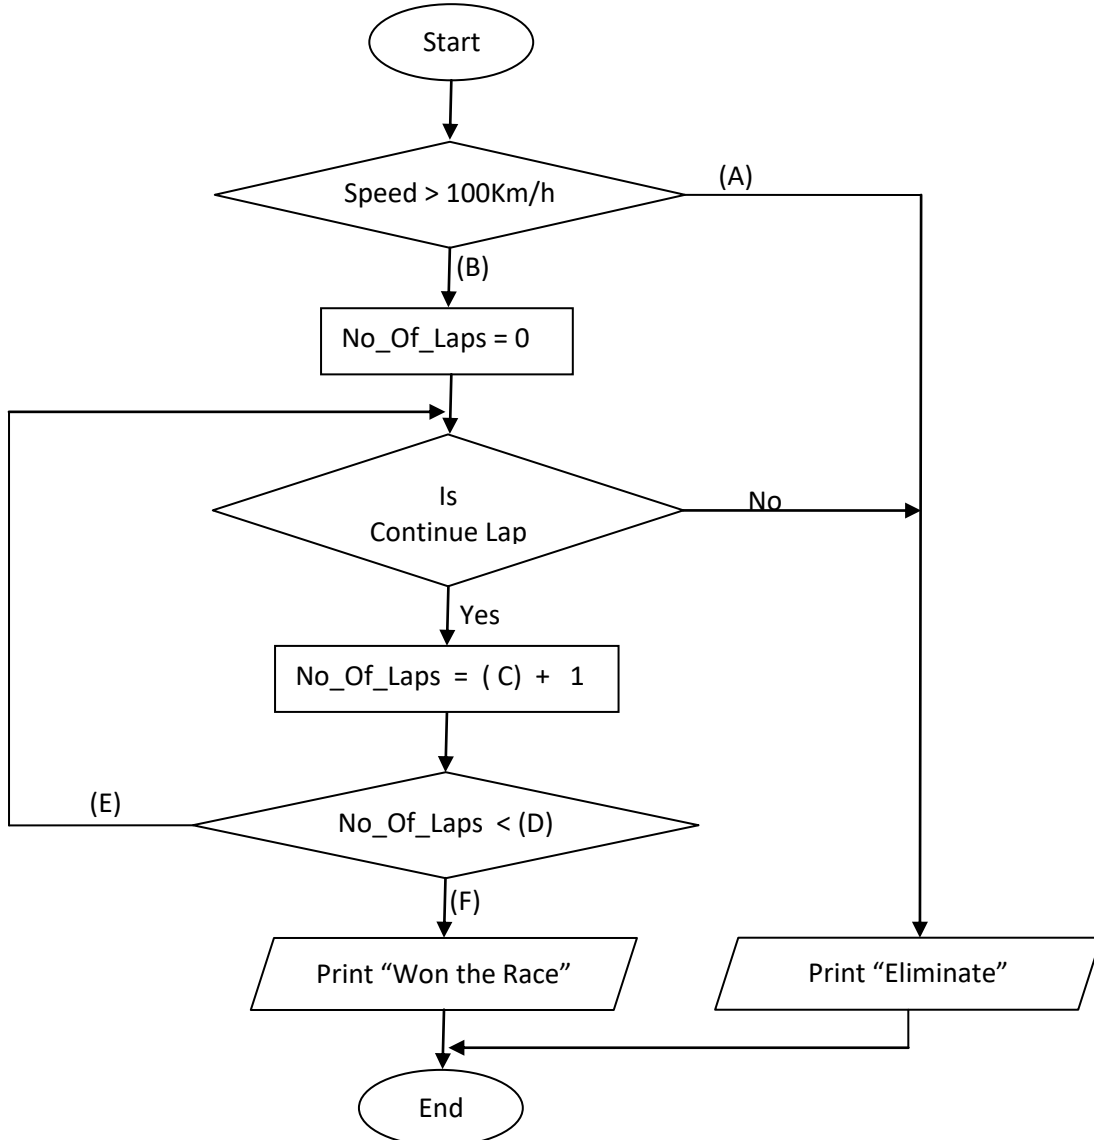 Start
Speed > 100Km/h
(A)
(B)
No_Of_Laps = 0
Is
Continue Lap
No
Yes
No_Of_Laps = ( C) + 1
(E)
No_Of_Laps < (D)
(F)
Print “Won the Race”
Print “Eliminate”
End